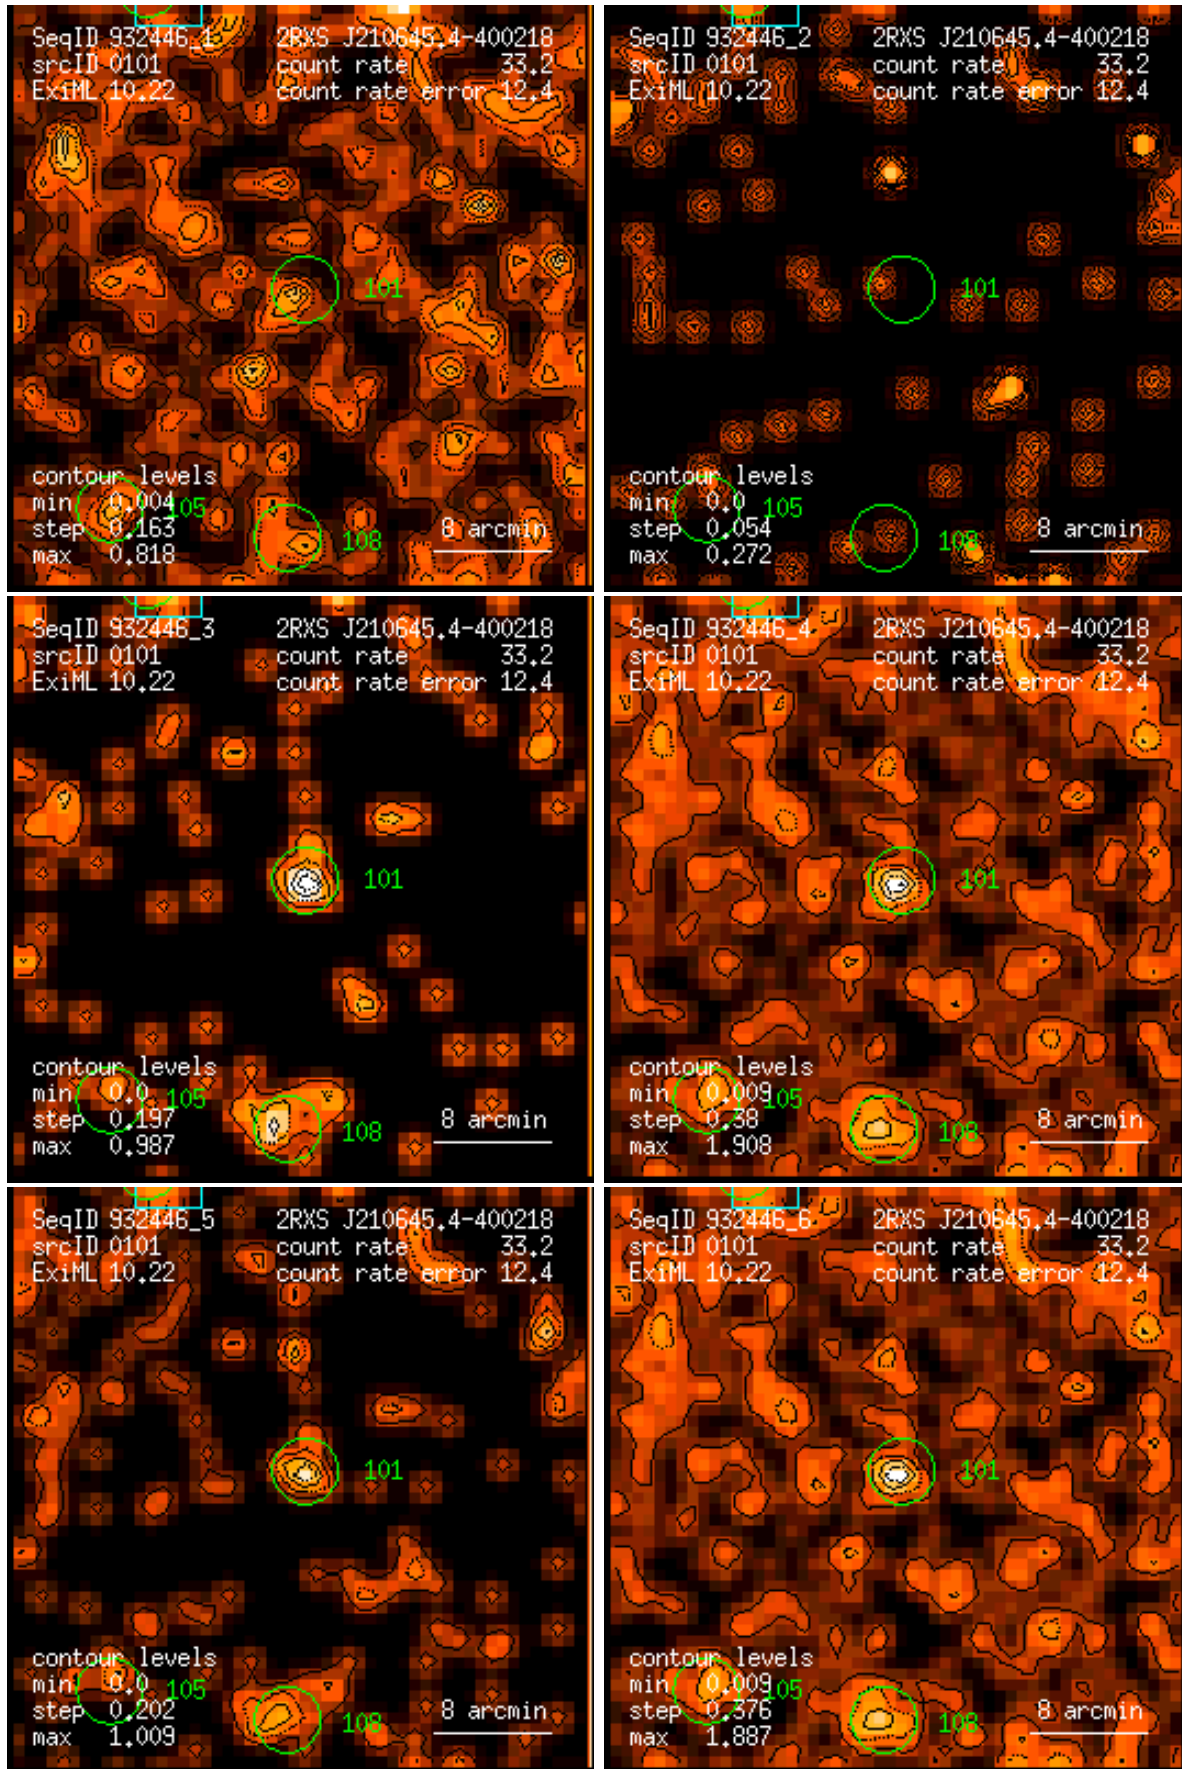 SeqID 932446_1 2RXS J210645.4-400218
srcID 0101 count rate 33.2
ExiML 10.22 count rate error 12.4
101
contour levels
min 0.004
105
step 0.163
8 arcmin
108
max 0.818
SeqID 932446_2 2RXS J210645.4-400218
srcID 0101 count rate 33.2
ExiML 10.22 count rate error 12.4
101
contour levels
min 0.0
105
step 0.054
8 arcmin
108
max 0.272
SeqID 932446_3 2RXS J210645.4-400218
srcID 0101 count rate 33.2
ExiML 10.22 count rate error 12.4
101
contour levels
min 0.0
105
step 0.197
8 arcmin
108
max 0.987
SeqID 932446_4 2RXS J210645.4-400218
srcID 0101 count rate 33.2
ExiML 10.22 count rate error 12.4
101
contour levels
min 0.009
105
step 0.38
8 arcmin
108
max 1.908
SeqID 932446_5 2RXS J210645.4-400218
srcID 0101 count rate 33.2
ExiML 10.22 count rate error 12.4
101
contour levels
min 0.0
105
step 0.202
8 arcmin
108
max 1.009
SeqID 932446_6 2RXS J210645.4-400218
srcID 0101 count rate 33.2
ExiML 10.22 count rate error 12.4
101
contour levels
min 0.009
105
step 0.376
8 arcmin
108
max 1.887